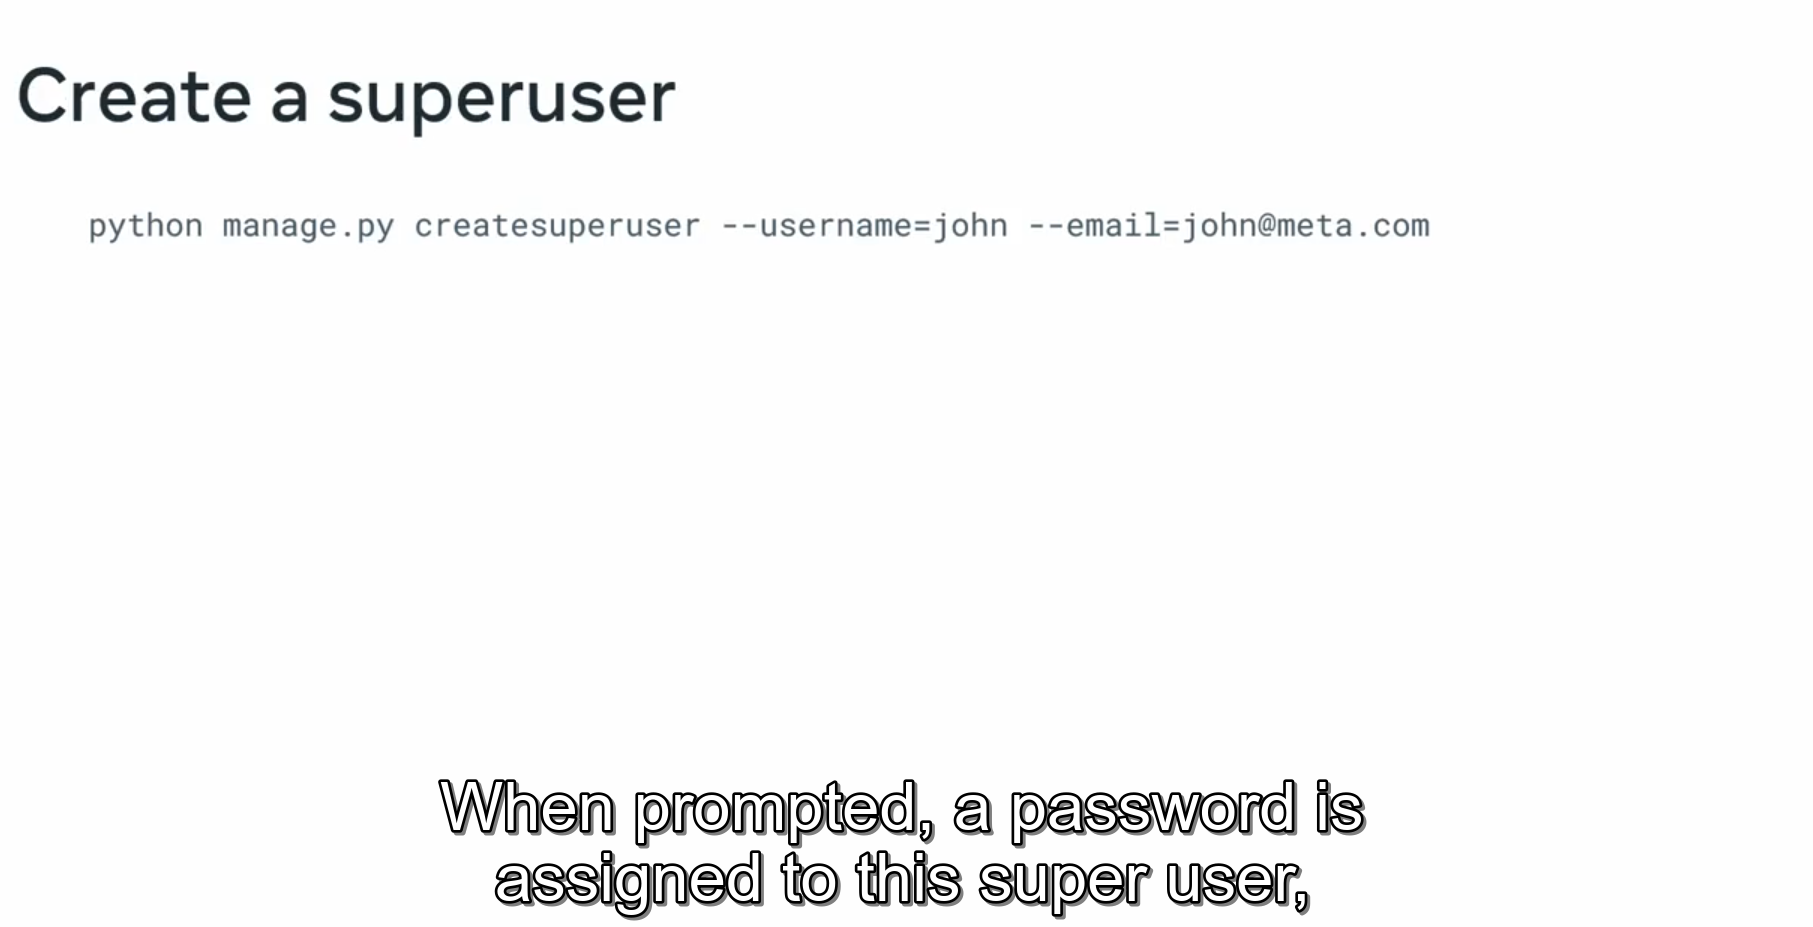 Create a superuser
python manage.py createsuperuser --username=john --email=john@meta.com
When prompted, a password is
assigned to this super user,